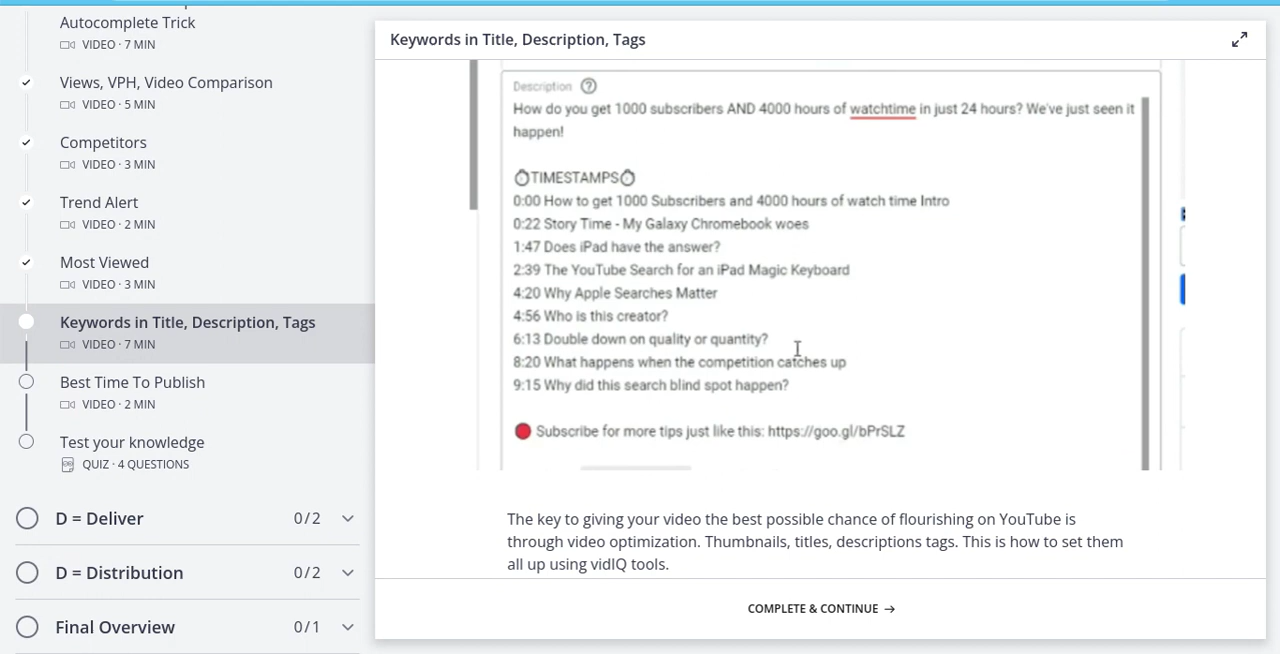 Autocomplete Trick
VIDEO · 7 MIN
Views, VPH, Video Comparison
VIDEO · 5 MIN
Competitors
VIDEO · 3 MIN
Trend Alert
VIDEO · 2 MIN
Most Viewed
VIDEO · 3 MIN
Keywords in Title, Description, Tags
VIDEO · 7 MIN
Best Time To Publish
VIDEO · 2 MIN
Test your knowledge
QUIZ · 4 QUESTIONS
D = Deliver 0/2
D = Distribution 0/2
Final Overview 0/1
Keywords in Title, Description, Tags
Description ?
How do you get 1000 subscribers AND 4000 hours of watchtime in just 24 hours? We've just seen it
happen!
⏱TIMESTAMPS⏱
0:00 How to get 1000 Subscribers and 4000 hours of watch time Intro
0:22 Story Time - My Galaxy Chromebook woes
1:47 Does iPad have the answer?
2:39 The YouTube Search for an iPad Magic Keyboard
4:20 Why Apple Searches Matter
4:56 Who is this creator?
6:13 Double down on quality or quantity?
8:20 What happens when the competition catches up
9:15 Why did this search blind spot happen?
🔴 Subscribe for more tips just like this: https://goo.gl/bPrSLZ
The key to giving your video the best possible chance of flourishing on YouTube is
through video optimization. Thumbnails, titles, descriptions tags. This is how to set them
all up using vidIQ tools.
COMPLETE & CONTINUE →